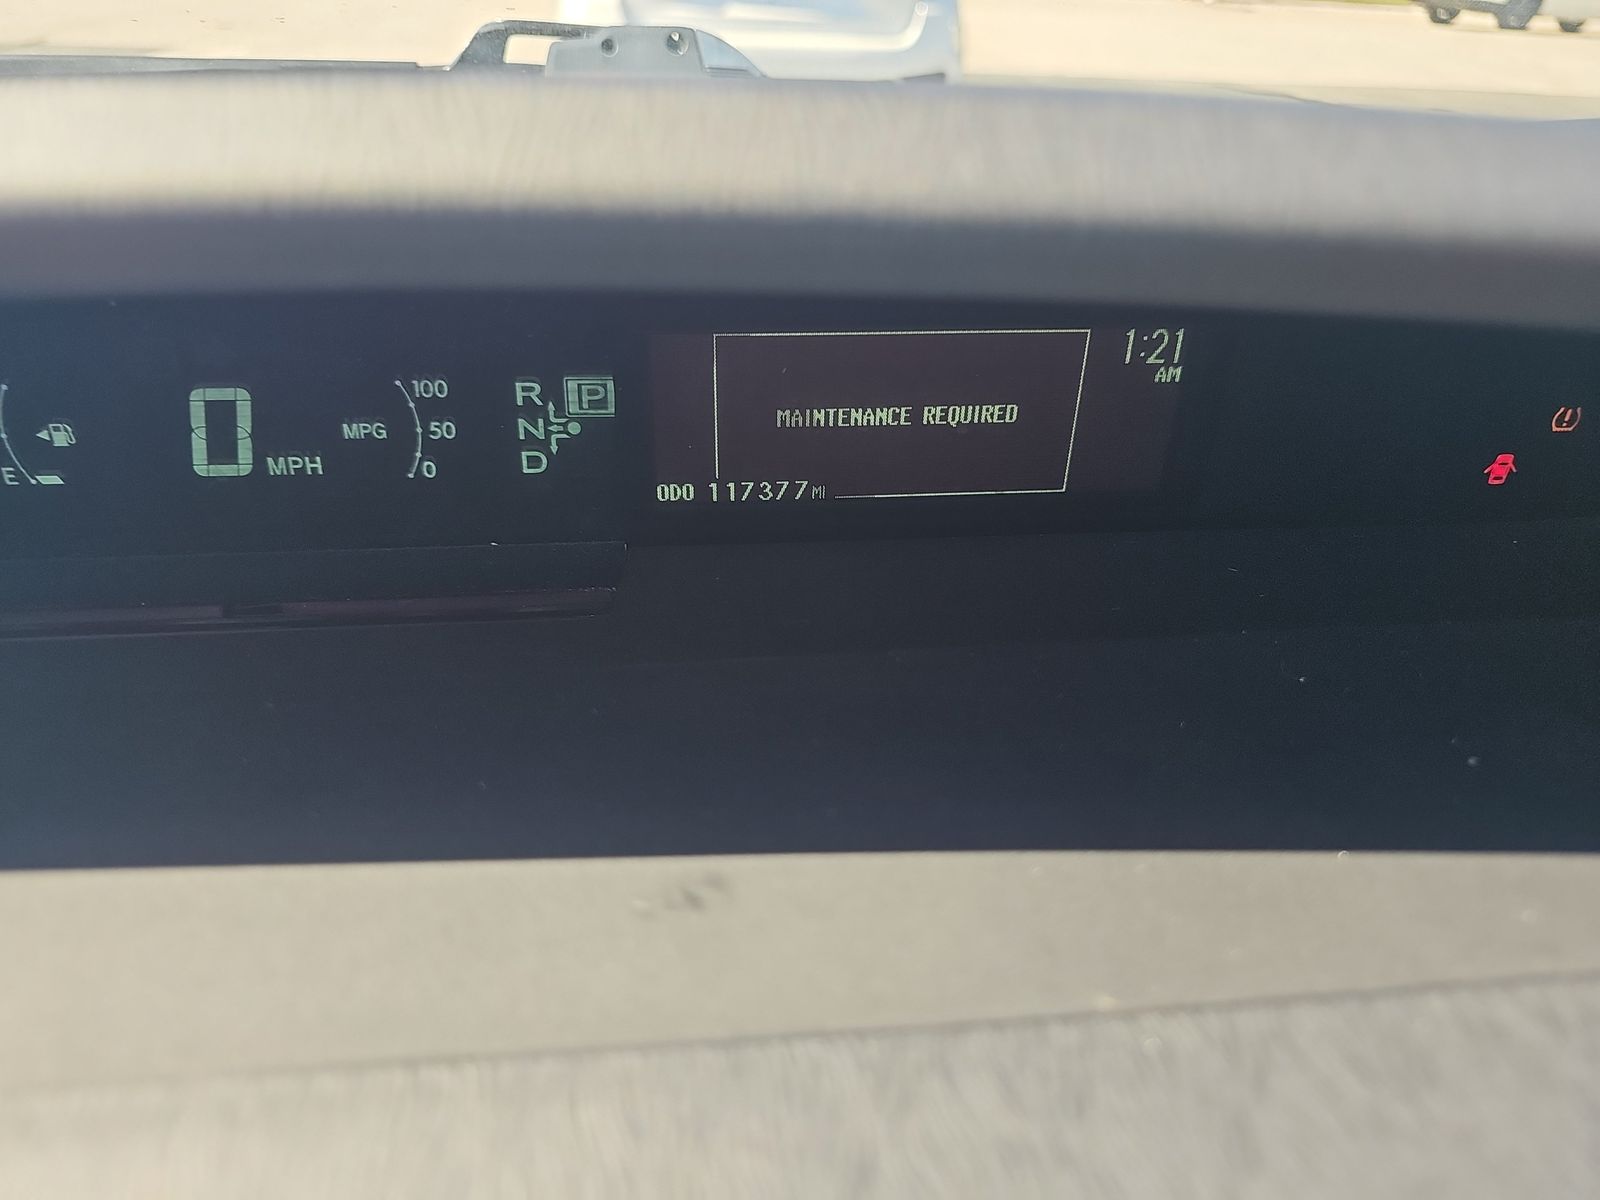 1:21
AM
100
R P
MAINTENANCE REQUIRED
0 MPH
MPG
50
N
E
0
D
ODO 117377 MI